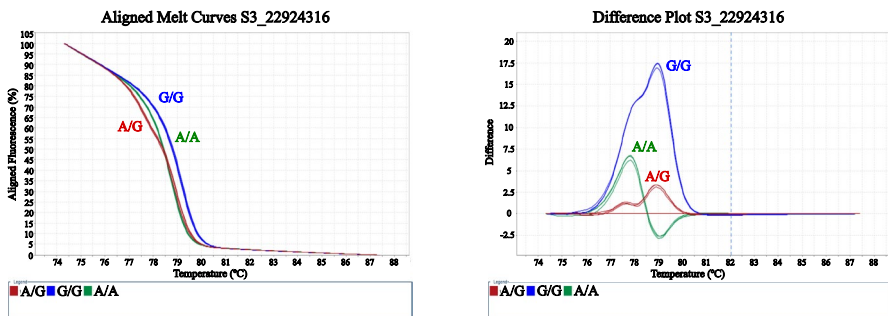 Aligned Melt Curves S3_22924316
Aligned Fluorescence (%)
105
100
95
90
85
80
75
70
65
60
55
50
45
40
35
30
25
20
15
10
5
0
G/G
A/G
A/A
74 75 76 77 78 79 80 81 82 83 84 85 86 87 88
Temperature (°C)
Legend
A/G G/G A/A
Difference Plot S3_22924316
Difference
20
17.5
15
12.5
10
7.5
5
2.5
0
-2.5
G/G
A/A
A/G
74 75 76 77 78 79 80 81 82 83 84 85 86 87 88
Temperature (°C)
Legend
A/G G/G A/A